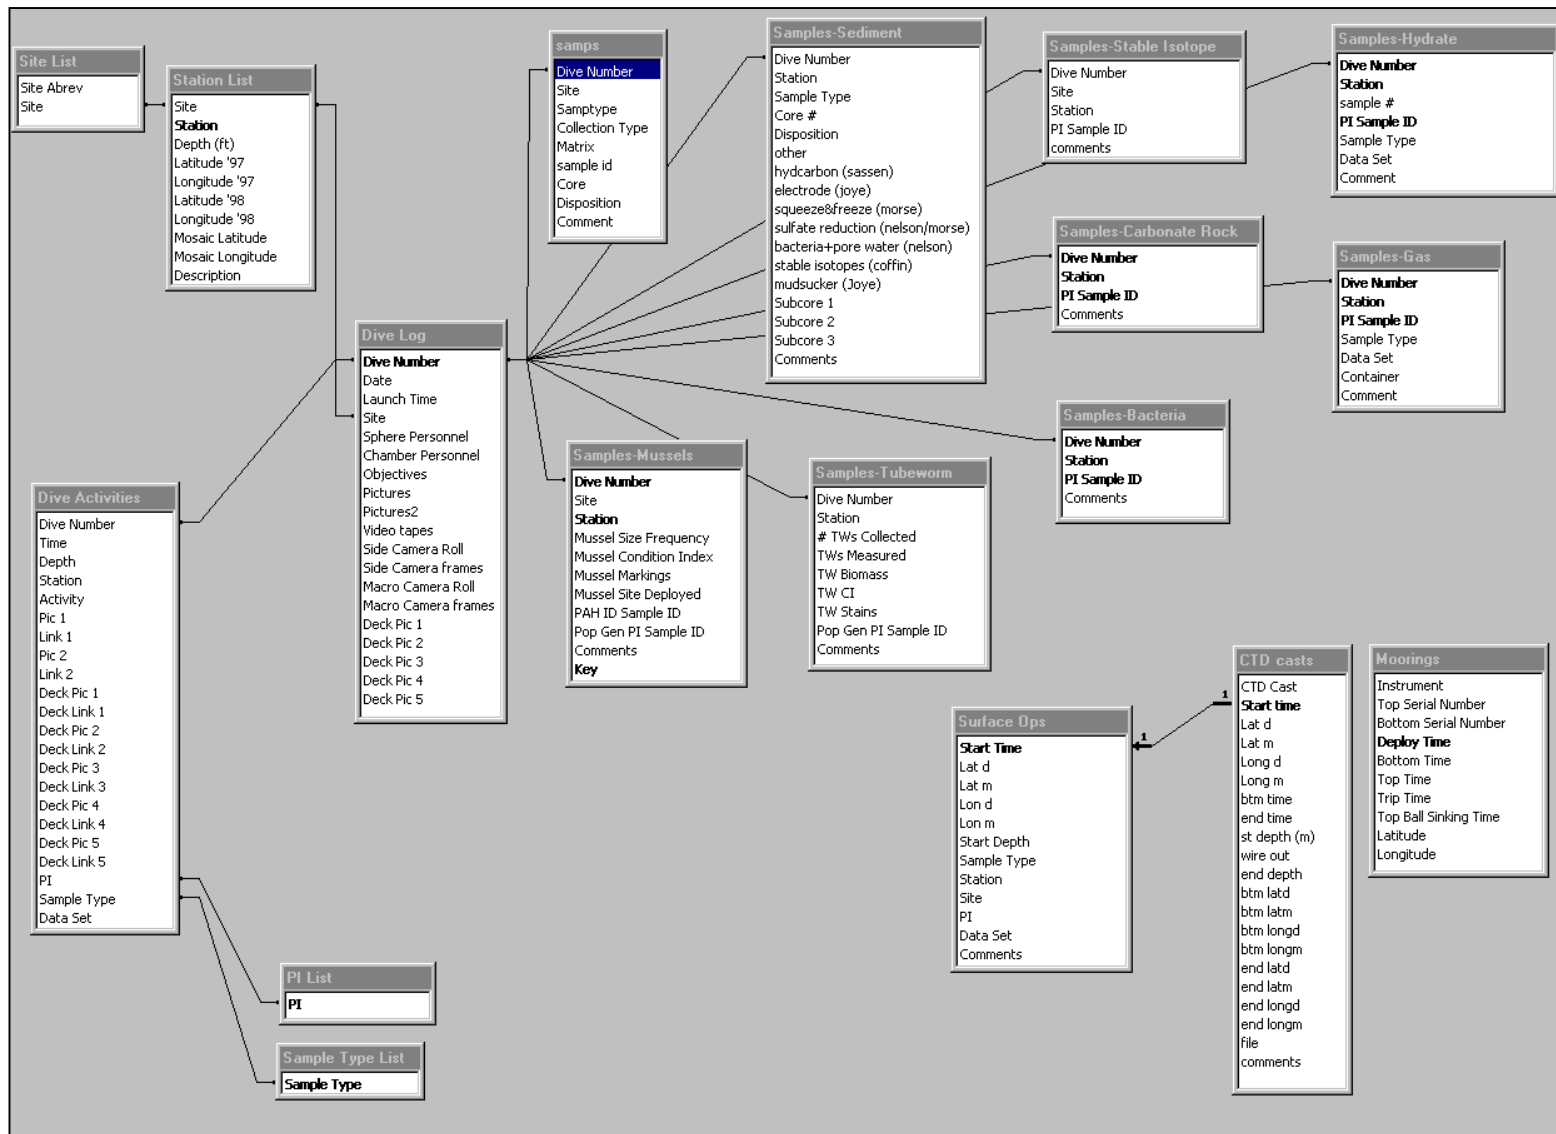 Site List
Site Abrev
Site
Station List
Site
Station
Depth (ft)
Latitude '97
Longitude '97
Latitude '98
Longitude '98
Mosaic Latitude
Mosaic Longitude
Description
Dive Log
Dive Number
Date
Launch Time
Site
Sphere Personnel
Chamber Personnel
Objectives
Pictures
Pictures2
Video tapes
Side Camera Roll
Side Camera frames
Macro Camera Roll
Macro Camera frames
Deck Pic 1
Deck Pic 2
Deck Pic 3
Deck Pic 4
Deck Pic 5
Dive Activities
Dive Number
Time
Depth
Station
Activity
Pic 1
Link 1
Pic 2
Link 2
Deck Pic 1
Deck Link 1
Deck Pic 2
Deck Link 2
Deck Pic 3
Deck Link 3
Deck Pic 4
Deck Link 4
Deck Pic 5
Deck Link 5
PI
Sample Type
Data Set
PI List
PI
Sample Type List
Sample Type
samps
Dive Number
Site
Samptype
Collection Type
Matrix
sample id
Core
Disposition
Comment
Samples-Sediment
Dive Number
Station
Sample Type
Core #
Disposition
other
hydcarbon (sassen)
electrode (joye)
squeeze&freeze (morse)
sulfate reduction (nelson/morse)
bacteria+pore water (nelson)
stable isotopes (coffin)
mudsucker (Joye)
Subcore 1
Subcore 2
Subcore 3
Comments
Samples-Stable Isotope
Dive Number
Site
Station
PI Sample ID
comments
Samples-Hydrate
Dive Number
Station
sample #
PI Sample ID
Sample Type
Data Set
Comment
Samples-Carbonate Rock
Dive Number
Station
PI Sample ID
Comments
Samples-Gas
Dive Number
Station
PI Sample ID
Sample Type
Data Set
Container
Comment
Samples-Bacteria
Dive Number
Station
PI Sample ID
Comments
Samples-Mussels
Dive Number
Site
Station
Mussel Size Frequency
Mussel Condition Index
Mussel Markings
Mussel Site Deployed
PAH ID Sample ID
Pop Gen PI Sample ID
Comments
Key
Samples-Tubeworm
Dive Number
Station
# TWs Collected
TWs Measured
TW Biomass
TW CI
TW Stains
Pop Gen PI Sample ID
Comments
Surface Ops
Start Time
Lat d
Lat m
Lon d
Lon m
Start Depth
Sample Type
Station
Site
PI
Data Set
Comments
1
1
CTD casts
CTD Cast
Start time
Lat d
Lat m
Long d
Long m
btm time
end time
st depth (m)
wire out
end depth
btm latd
btm latm
btm longd
btm longm
end latd
end latm
end longd
end longm
file
comments
Moorings
Instrument
Top Serial Number
Bottom Serial Number
Deploy Time
Bottom Time
Top Time
Trip Time
Top Ball Sinking Time
Latitude
Longitude